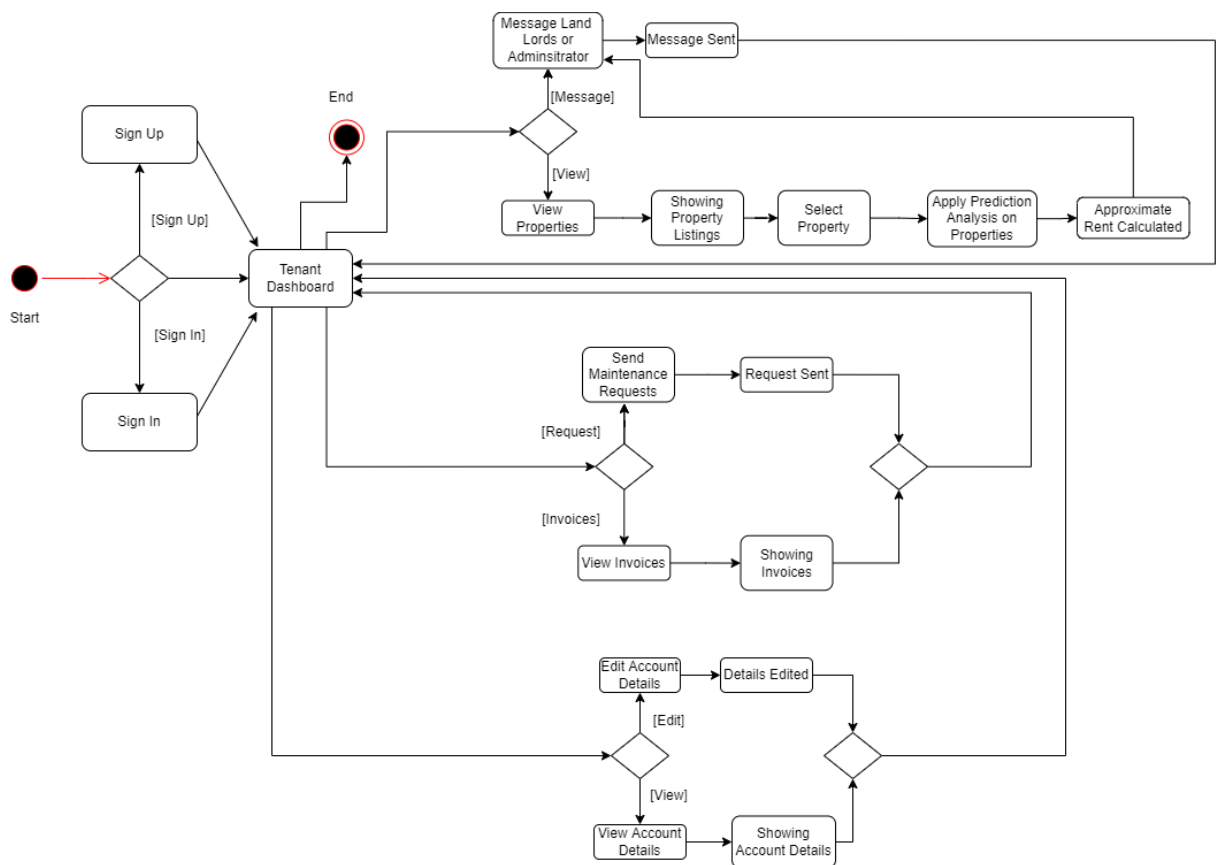 Message Land
Lords or
Adminsitrator
Message Sent
End
[Message]
Sign Up
[View]
View
Properties
Showing
Property
Listings
Select
Property
Apply Prediction
Analysis on
Properties
Approximate
Rent Calculated
[Sign Up]
Tenant
Dashboard
Start
[Sign In]
Sign In
Send
Maintenance
Requests
Request Sent
[Request]
[Invoices]
View Invoices
Showing
Invoices
Edit Account
Details
Details Edited
[Edit]
[View]
View Account
Details
Showing
Account Details